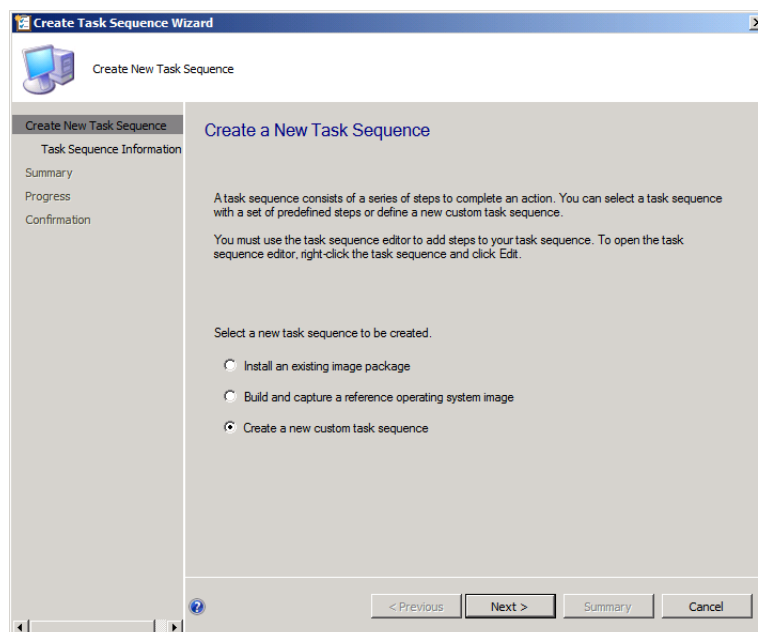 Create Task Sequence Wizard
Create New Task Sequence
Create New Task Sequence
Task Sequence Information
Summary
Progress
Confirmation
Create a New Task Sequence
A task sequence consists of a series of steps to complete an action. You can select a task sequence
with a set of predefined steps or define a new custom task sequence.
You must use the task sequence editor to add steps to your task sequence. To open the task
sequence editor, right-click the task sequence and click Edit.
Select a new task sequence to be created.
Install an existing image package
Build and capture a reference operating system image
Create a new custom task sequence
< Previous
Next >
Summary
Cancel